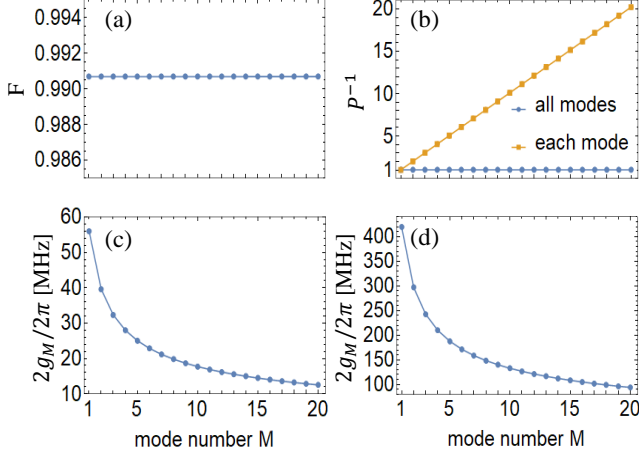 (a)
F
0.994
0.992
0.990
0.988
0.986
(b)
P⁻¹
20
15
10
5
1
all modes
each mode
(c)
2g_M/2π [MHz]
60
50
40
30
20
10
1 5 10 15 20
mode number M
(d)
2g_M/2π [MHz]
400
350
300
250
200
150
100
1 5 10 15 20
mode number M